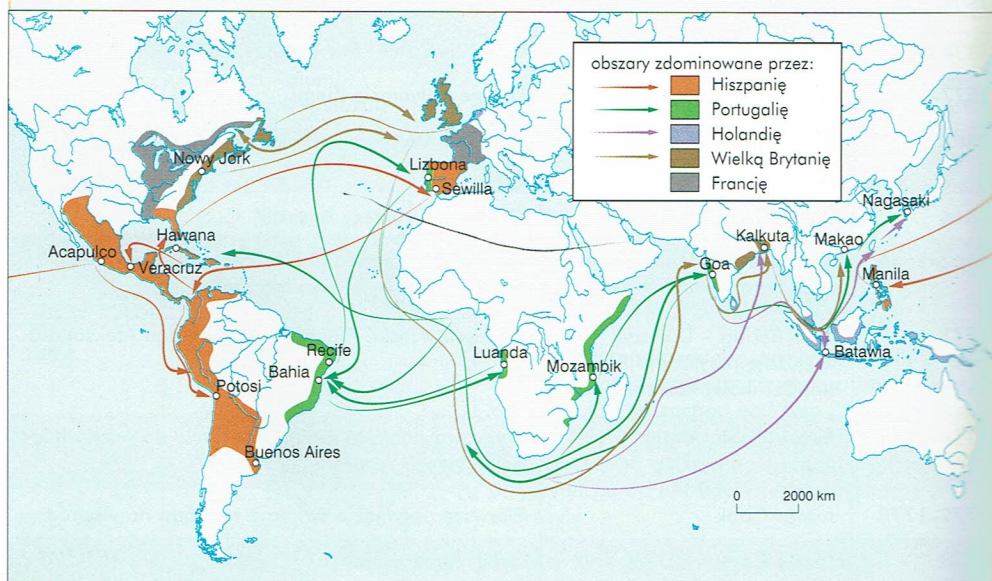 obszary zdominowane przez:
Hiszpanię
Portugalię
Holandię
Wielką Brytanię
Francję
Nowy Jork
Lizbona
Sewilla
Nagasaki
Hawana
Kalkuta
Makao
Acapulco
Veracruz
Goa
Manila
Recife
Luanda
Batawia
Bahia
Mozambik
Potosi
Buenos Aires
0 2000 km